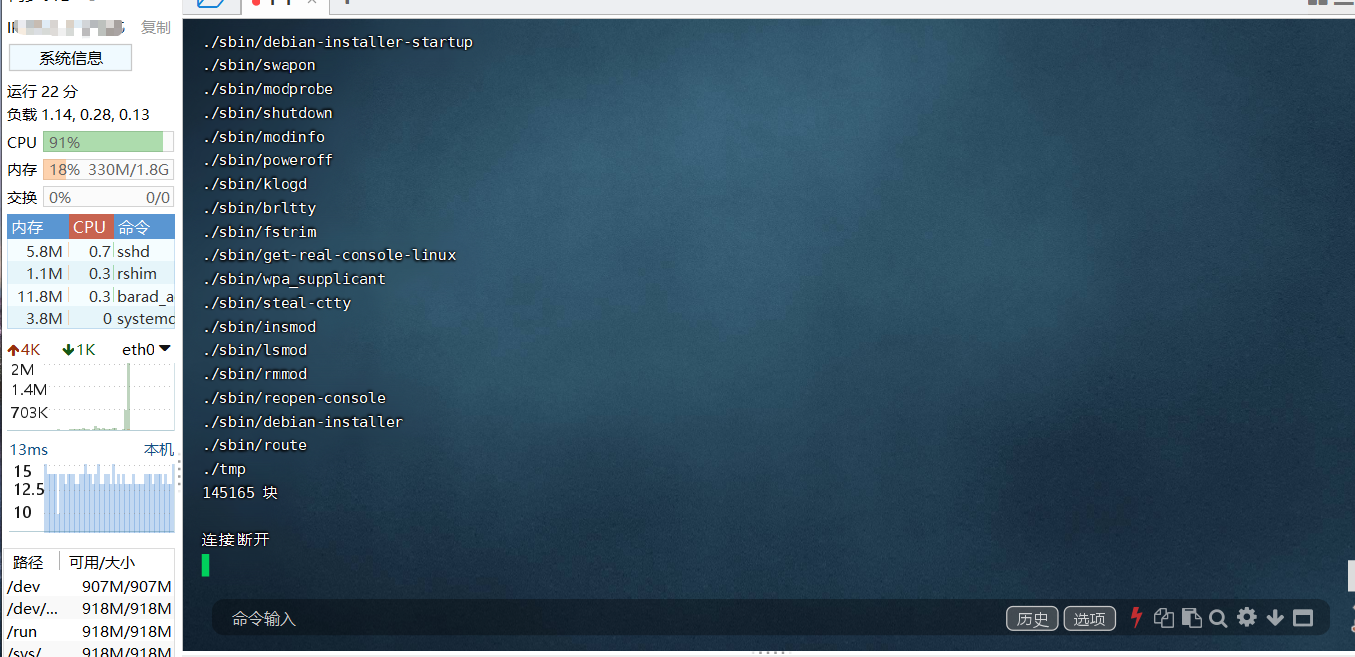 复制
系统信息
运行 22 分
负载 1.14, 0.28, 0.13
CPU 91%
内存 18% 330M/1.8G
交换 0% 0/0
内存 CPU 命令
5.8M 0.7 sshd
1.1M 0.3 rshim
11.8M 0.3 barad_a
3.8M 0 systemd
4K 1K eth0
2M
1.4M
703K
13ms 本机
15
12.5
10
路径 可用/大小
/dev 907M/907M
/dev/... 918M/918M
/run 918M/918M
/sys/ 918M/918M
./sbin/debian-installer-startup
./sbin/swapon
./sbin/modprobe
./sbin/shutdown
./sbin/modinfo
./sbin/poweroff
./sbin/klogd
./sbin/brltty
./sbin/fstrim
./sbin/get-real-console-linux
./sbin/wpa_supplicant
./sbin/steal-ctty
./sbin/insmod
./sbin/lsmod
./sbin/rmmod
./sbin/reopen-console
./sbin/debian-installer
./sbin/route
./tmp
145165 块
连接断开
命令输入 历史 选项